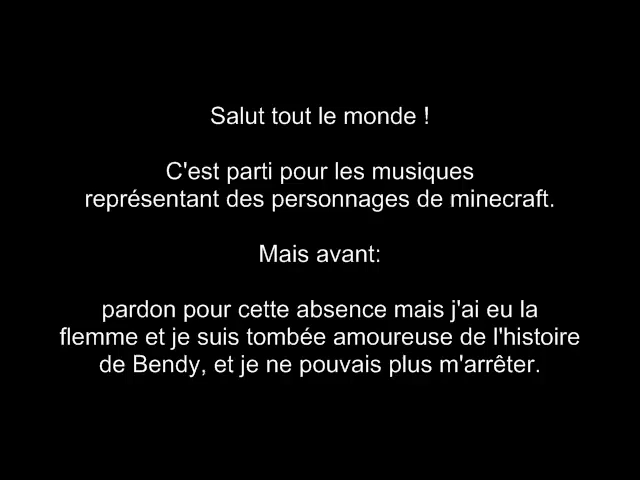 Salut tout le monde !
C'est parti pour les musiques
représentant des personnages de minecraft.
Mais avant:
pardon pour cette absence mais j'ai eu la
flemme et je suis tombée amoureuse de l'histoire
de Bendy, et je ne pouvais plus m'arrêter.